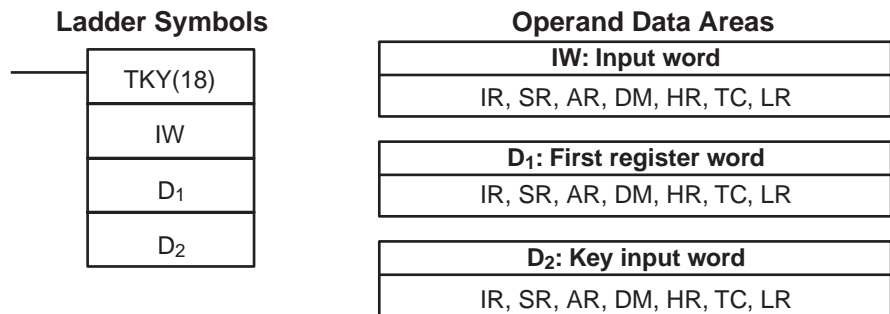 Ladder Symbols
TKY(18)
IW
D1
D2
Operand Data Areas
IW: Input word
IR, SR, AR, DM, HR, TC, LR
D1: First register word
IR, SR, AR, DM, HR, TC, LR
D2: Key input word
IR, SR, AR, DM, HR, TC, LR